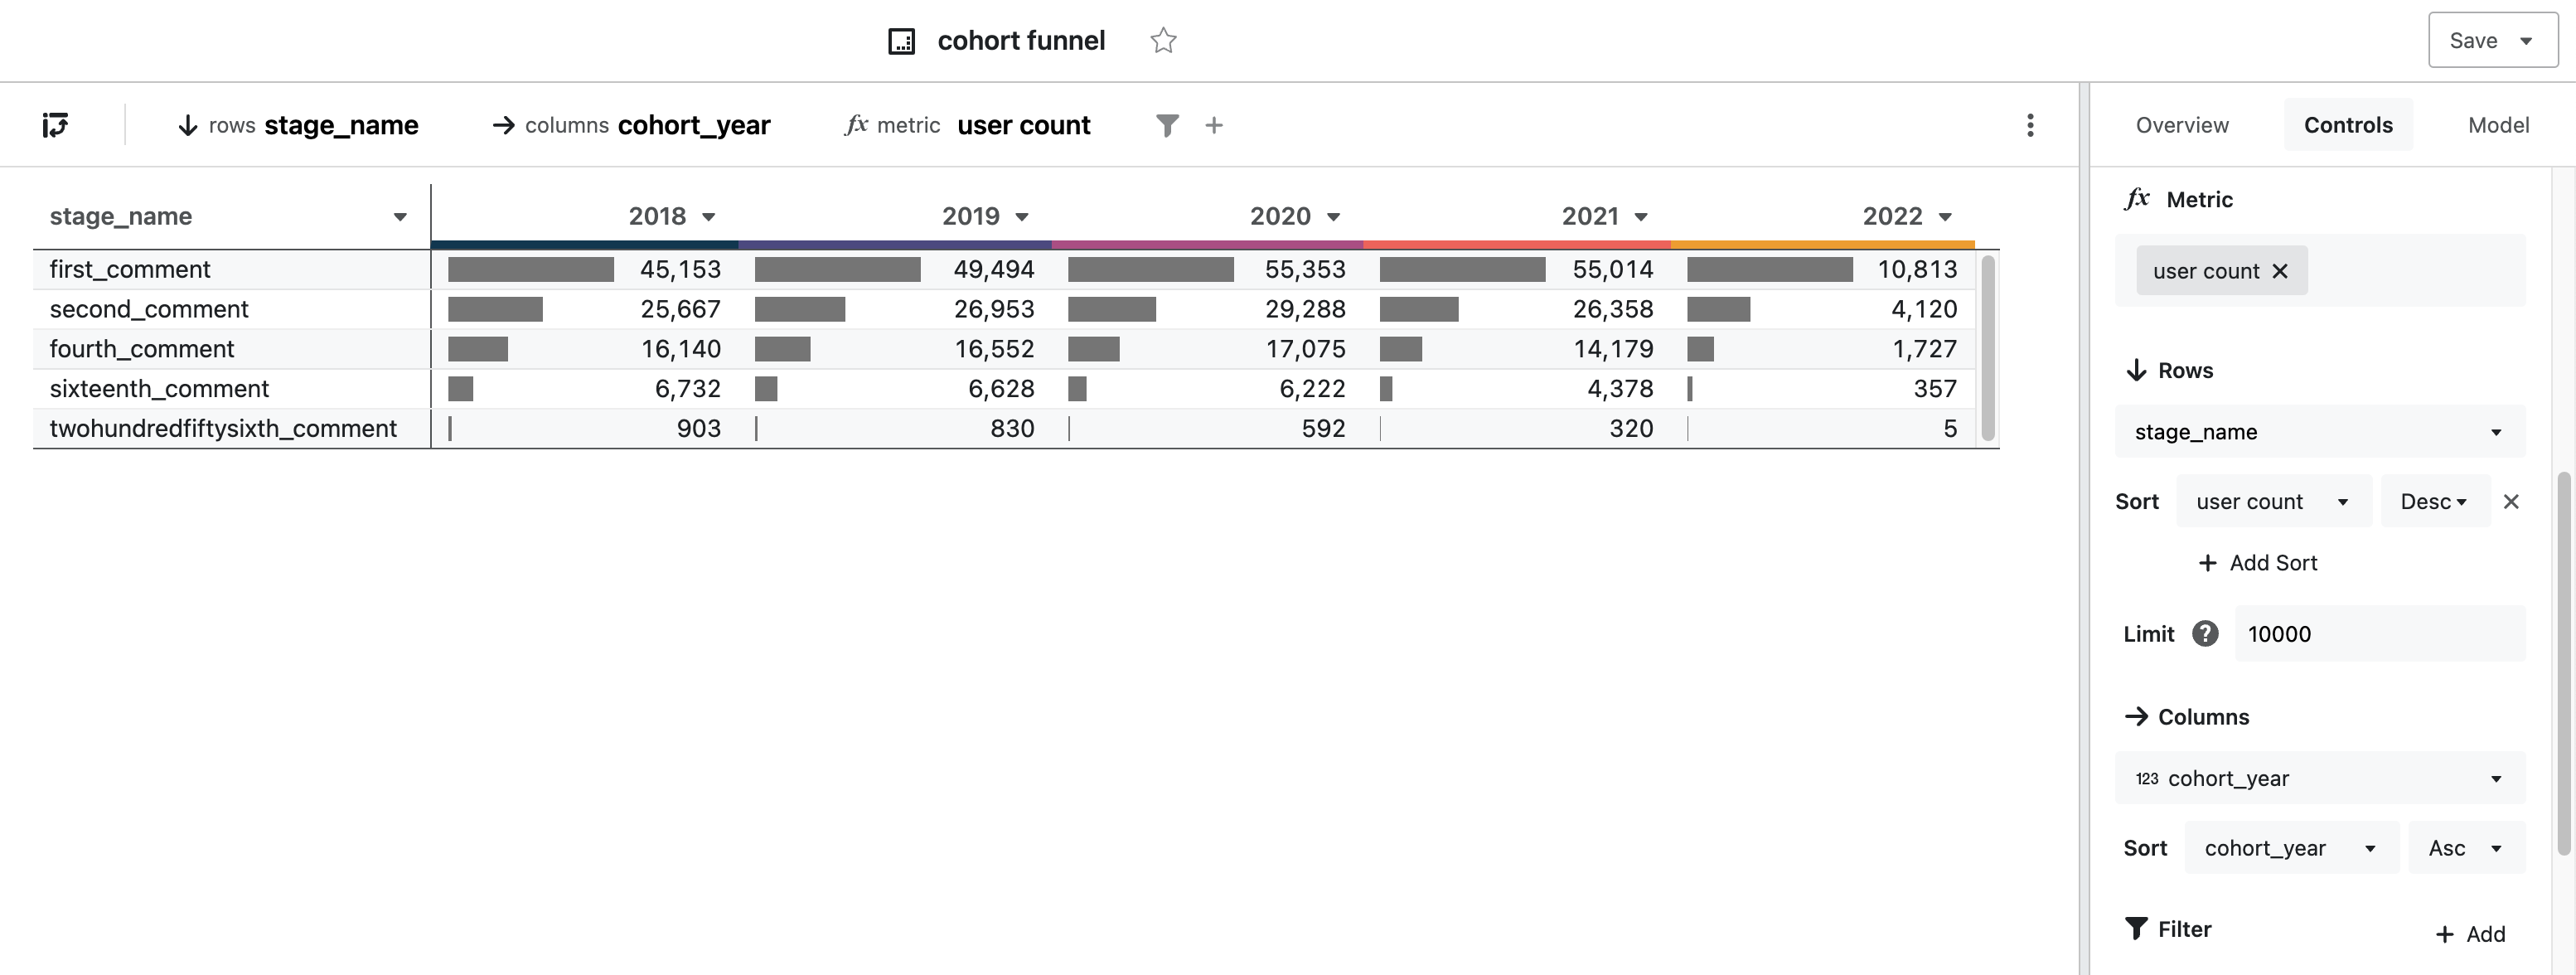 cohort funnel
Save
rows stage_name
columns cohort_year
fx metric user count
Overview
Controls
Model
stage_name 2018 2019 2020 2021 2022
first_comment 45,153 49,494 55,353 55,014 10,813
second_comment 25,667 26,953 29,288 26,358 4,120
fourth_comment 16,140 16,552 17,075 14,179 1,727
sixteenth_comment 6,732 6,628 6,222 4,378 357
twohundredfiftysixth_comment 903 830 592 320 5
fx Metric
user count
Rows
stage_name
Sort user count Desc
+ Add Sort
Limit ? 10000
Columns
123 cohort_year
Sort cohort_year Asc
Filter + Add